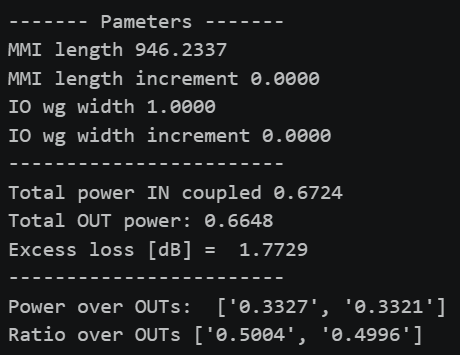 ------- Pameters -------
MMI length 946.2337
MMI length increment 0.0000
IO wg width 1.0000
IO wg width increment 0.0000
------------------------
Total power IN coupled 0.6724
Total OUT power: 0.6648
Excess loss [dB] =  1.7729
------------------------
Power over OUTs:  ['0.3327', '0.3321']
Ratio over OUTs ['0.5004', '0.4996']